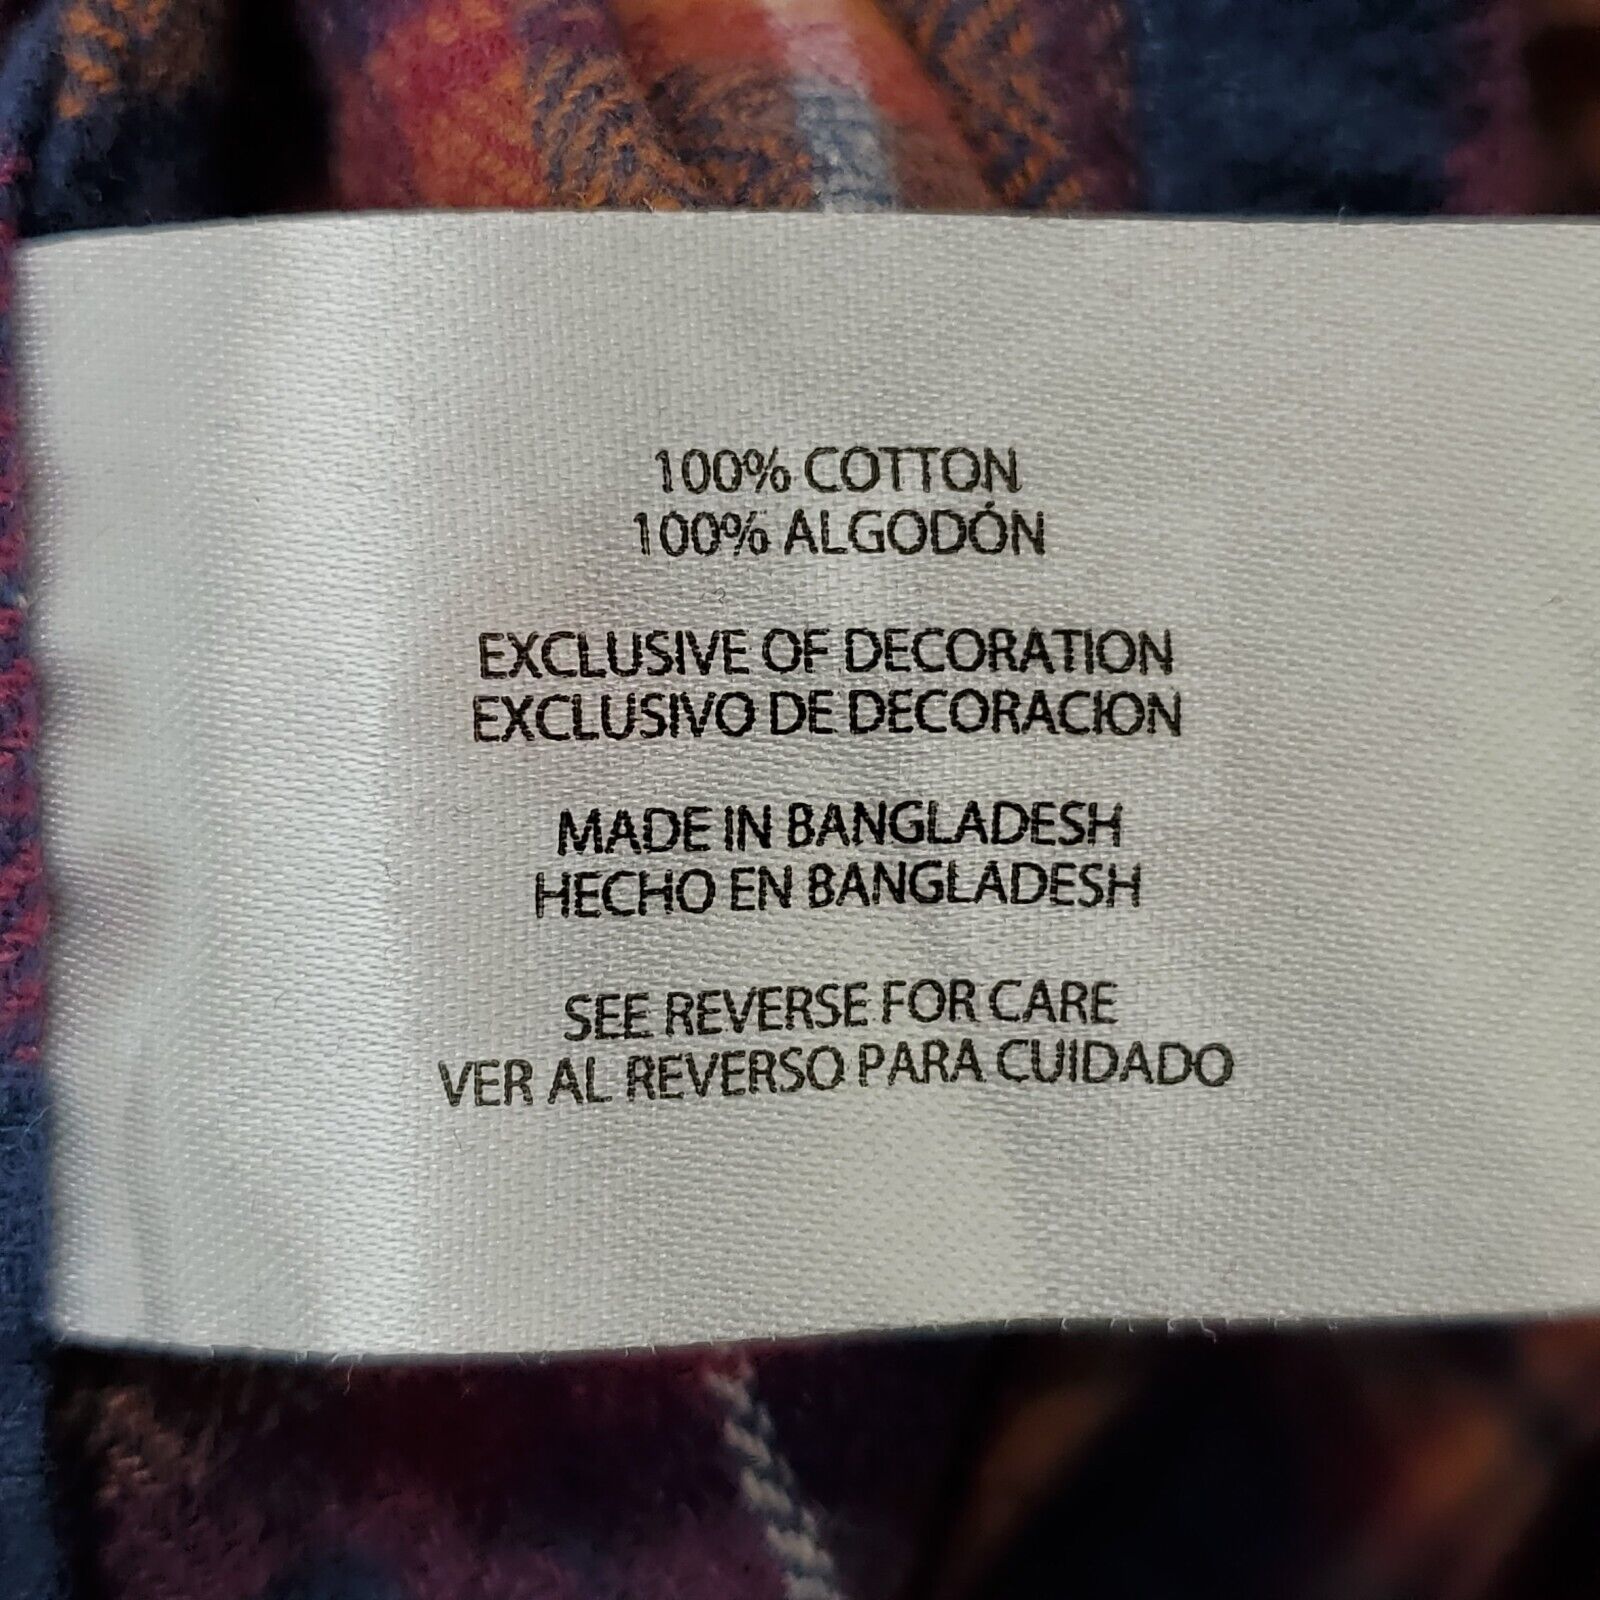 100% COTTON
100% ALGODÓN
EXCLUSIVE OF DECORATION
EXCLUSIVO DE DECORACION
MADE IN BANGLADESH
HECHO EN BANGLADESH
SEE REVERSE FOR CARE
VER AL REVERSO PARA CUIDADO